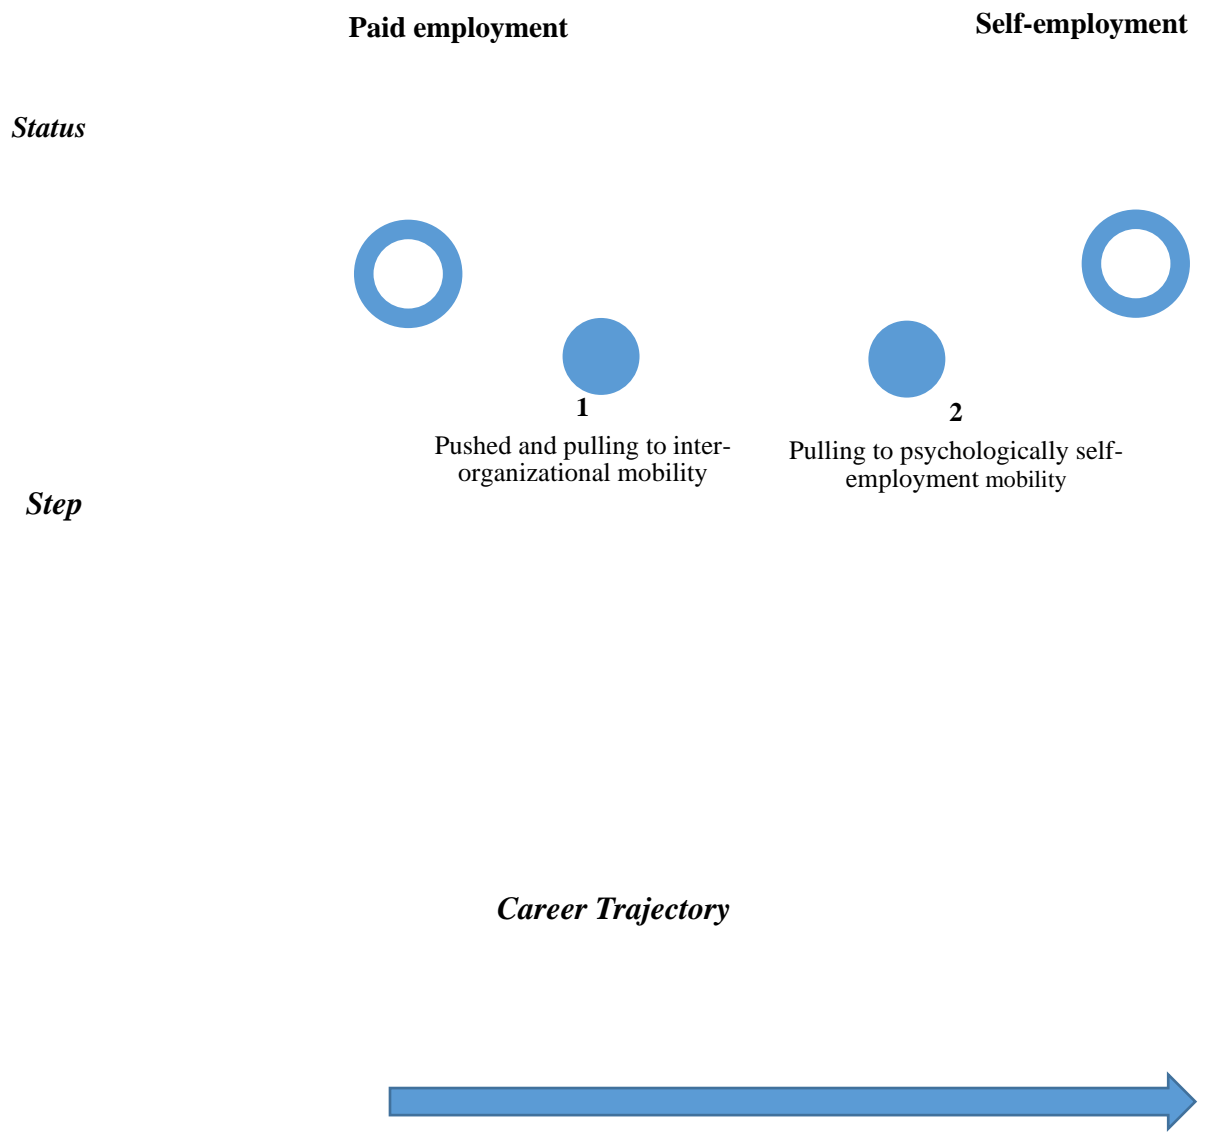 Paid employment
Self-employment
Status
1
2
Pushed and pulling to inter-
organizational mobility
Pulling to psychologically self-
employment mobility
Step
Career Trajectory